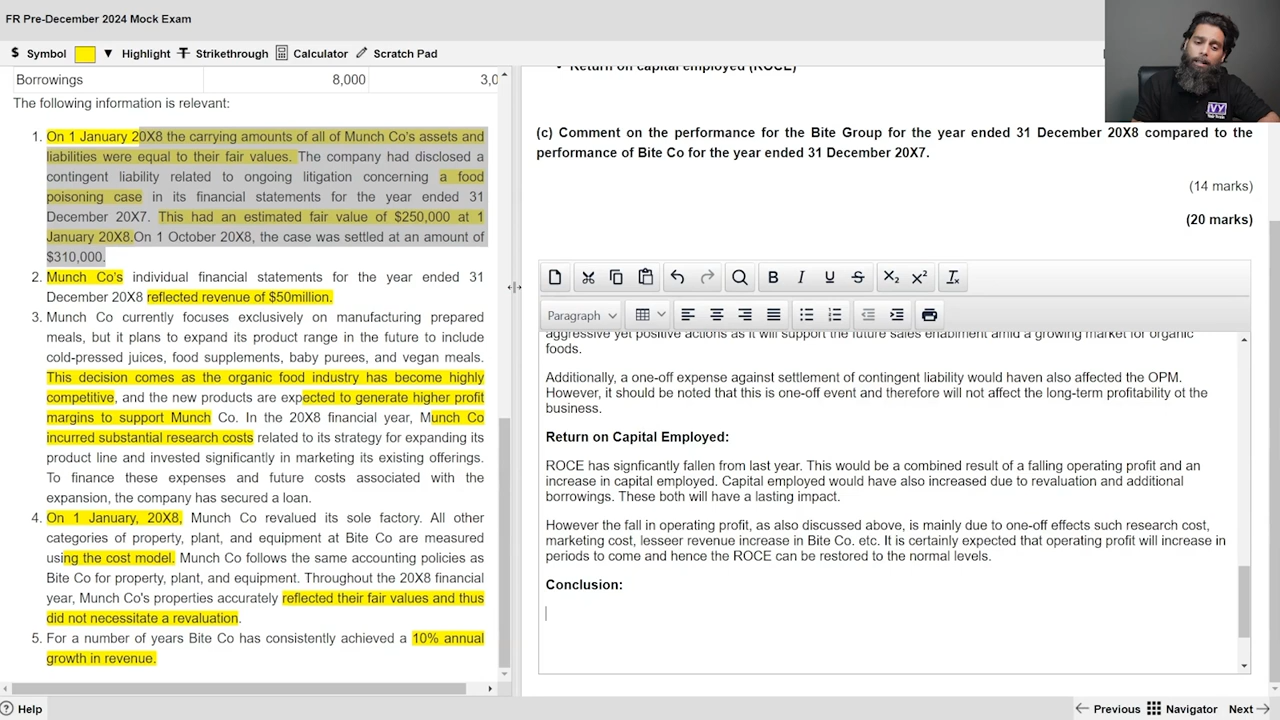 FR Pre-December 2024 Mock Exam
$ Symbol Highlight Strikethrough Calculator Scratch Pad
Borrowings 8,000 3,0
The following information is relevant:
1. On 1 January 20X8 the carrying amounts of all of Munch Co's assets and
liabilities were equal to their fair values. The company had disclosed a
contingent liability related to ongoing litigation concerning a food
poisoning case in its financial statements for the year ended 31
December 20X7. This had an estimated fair value of $250,000 at 1
January 20X8.On 1 October 20X8, the case was settled at an amount of
$310,000.
2. Munch Co's individual financial statements for the year ended 31
December 20X8 reflected revenue of $50million.
3. Munch Co currently focuses exclusively on manufacturing prepared
meals, but it plans to expand its product range in the future to include
cold-pressed juices, food supplements, baby purees, and vegan meals.
This decision comes as the organic food industry has become highly
competitive, and the new products are expected to generate higher profit
margins to support Munch Co. In the 20X8 financial year, Munch Co
incurred substantial research costs related to its strategy for expanding its
product line and invested significantly in marketing its existing offerings.
To finance these expenses and future costs associated with the
expansion, the company has secured a loan.
4. On 1 January, 20X8, Munch Co revalued its sole factory. All other
categories of property, plant, and equipment at Bite Co are measured
using the cost model. Munch Co follows the same accounting policies as
Bite Co for property, plant, and equipment. Throughout the 20X8 financial
year, Munch Co's properties accurately reflected their fair values and thus
did not necessitate a revaluation.
5. For a number of years Bite Co has consistently achieved a 10% annual
growth in revenue.
• Return on capital employed (ROCE)
(c) Comment on the performance for the Bite Group for the year ended 31 December 20X8 compared to the
performance of Bite Co for the year ended 31 December 20X7.
(14 marks)
(20 marks)
B I U S X₂ X² Tx
Paragraph
aggressive yet positive actions as it will support the future sales enablment amid a growing market for organic
foods.
Additionally, a one-off expense against settlement of contingent liability would haven also affected the OPM.
However, it should be noted that this is one-off event and therefore will not affect the long-term profitability ot the
business.
Return on Capital Employed:
ROCE has signficantly fallen from last year. This would be a combined result of a falling operating profit and an
increase in capital employed. Capital employed would have also increased due to revaluation and additional
borrowings. These both will have a lasting impact.
However the fall in operating profit, as also discussed above, is mainly due to one-off effects such research cost,
marketing cost, lesseer revenue increase in Bite Co. etc. It is certainly expected that operating profit will increase in
periods to come and hence the ROCE can be restored to the normal levels.
Conclusion:
Help
Previous Navigator Next